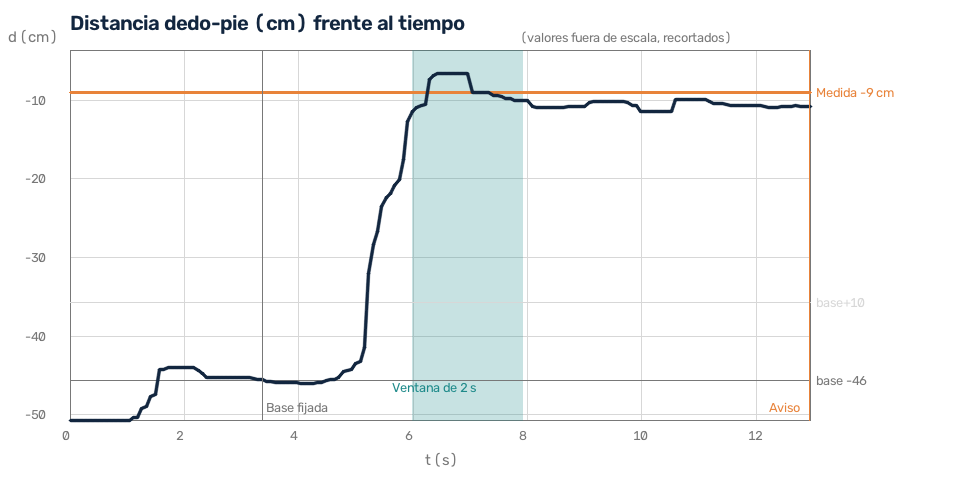 Distancia dedo-pie (cm) frente al tiempo
d (cm)
(valores fuera de escala, recortados)
Medida -9 cm
-10
-20
-30
base+10
-40
base -46
Ventana de 2 s
Base fijada
Aviso
-50
0 2 4 6 8 10 12
t (s)